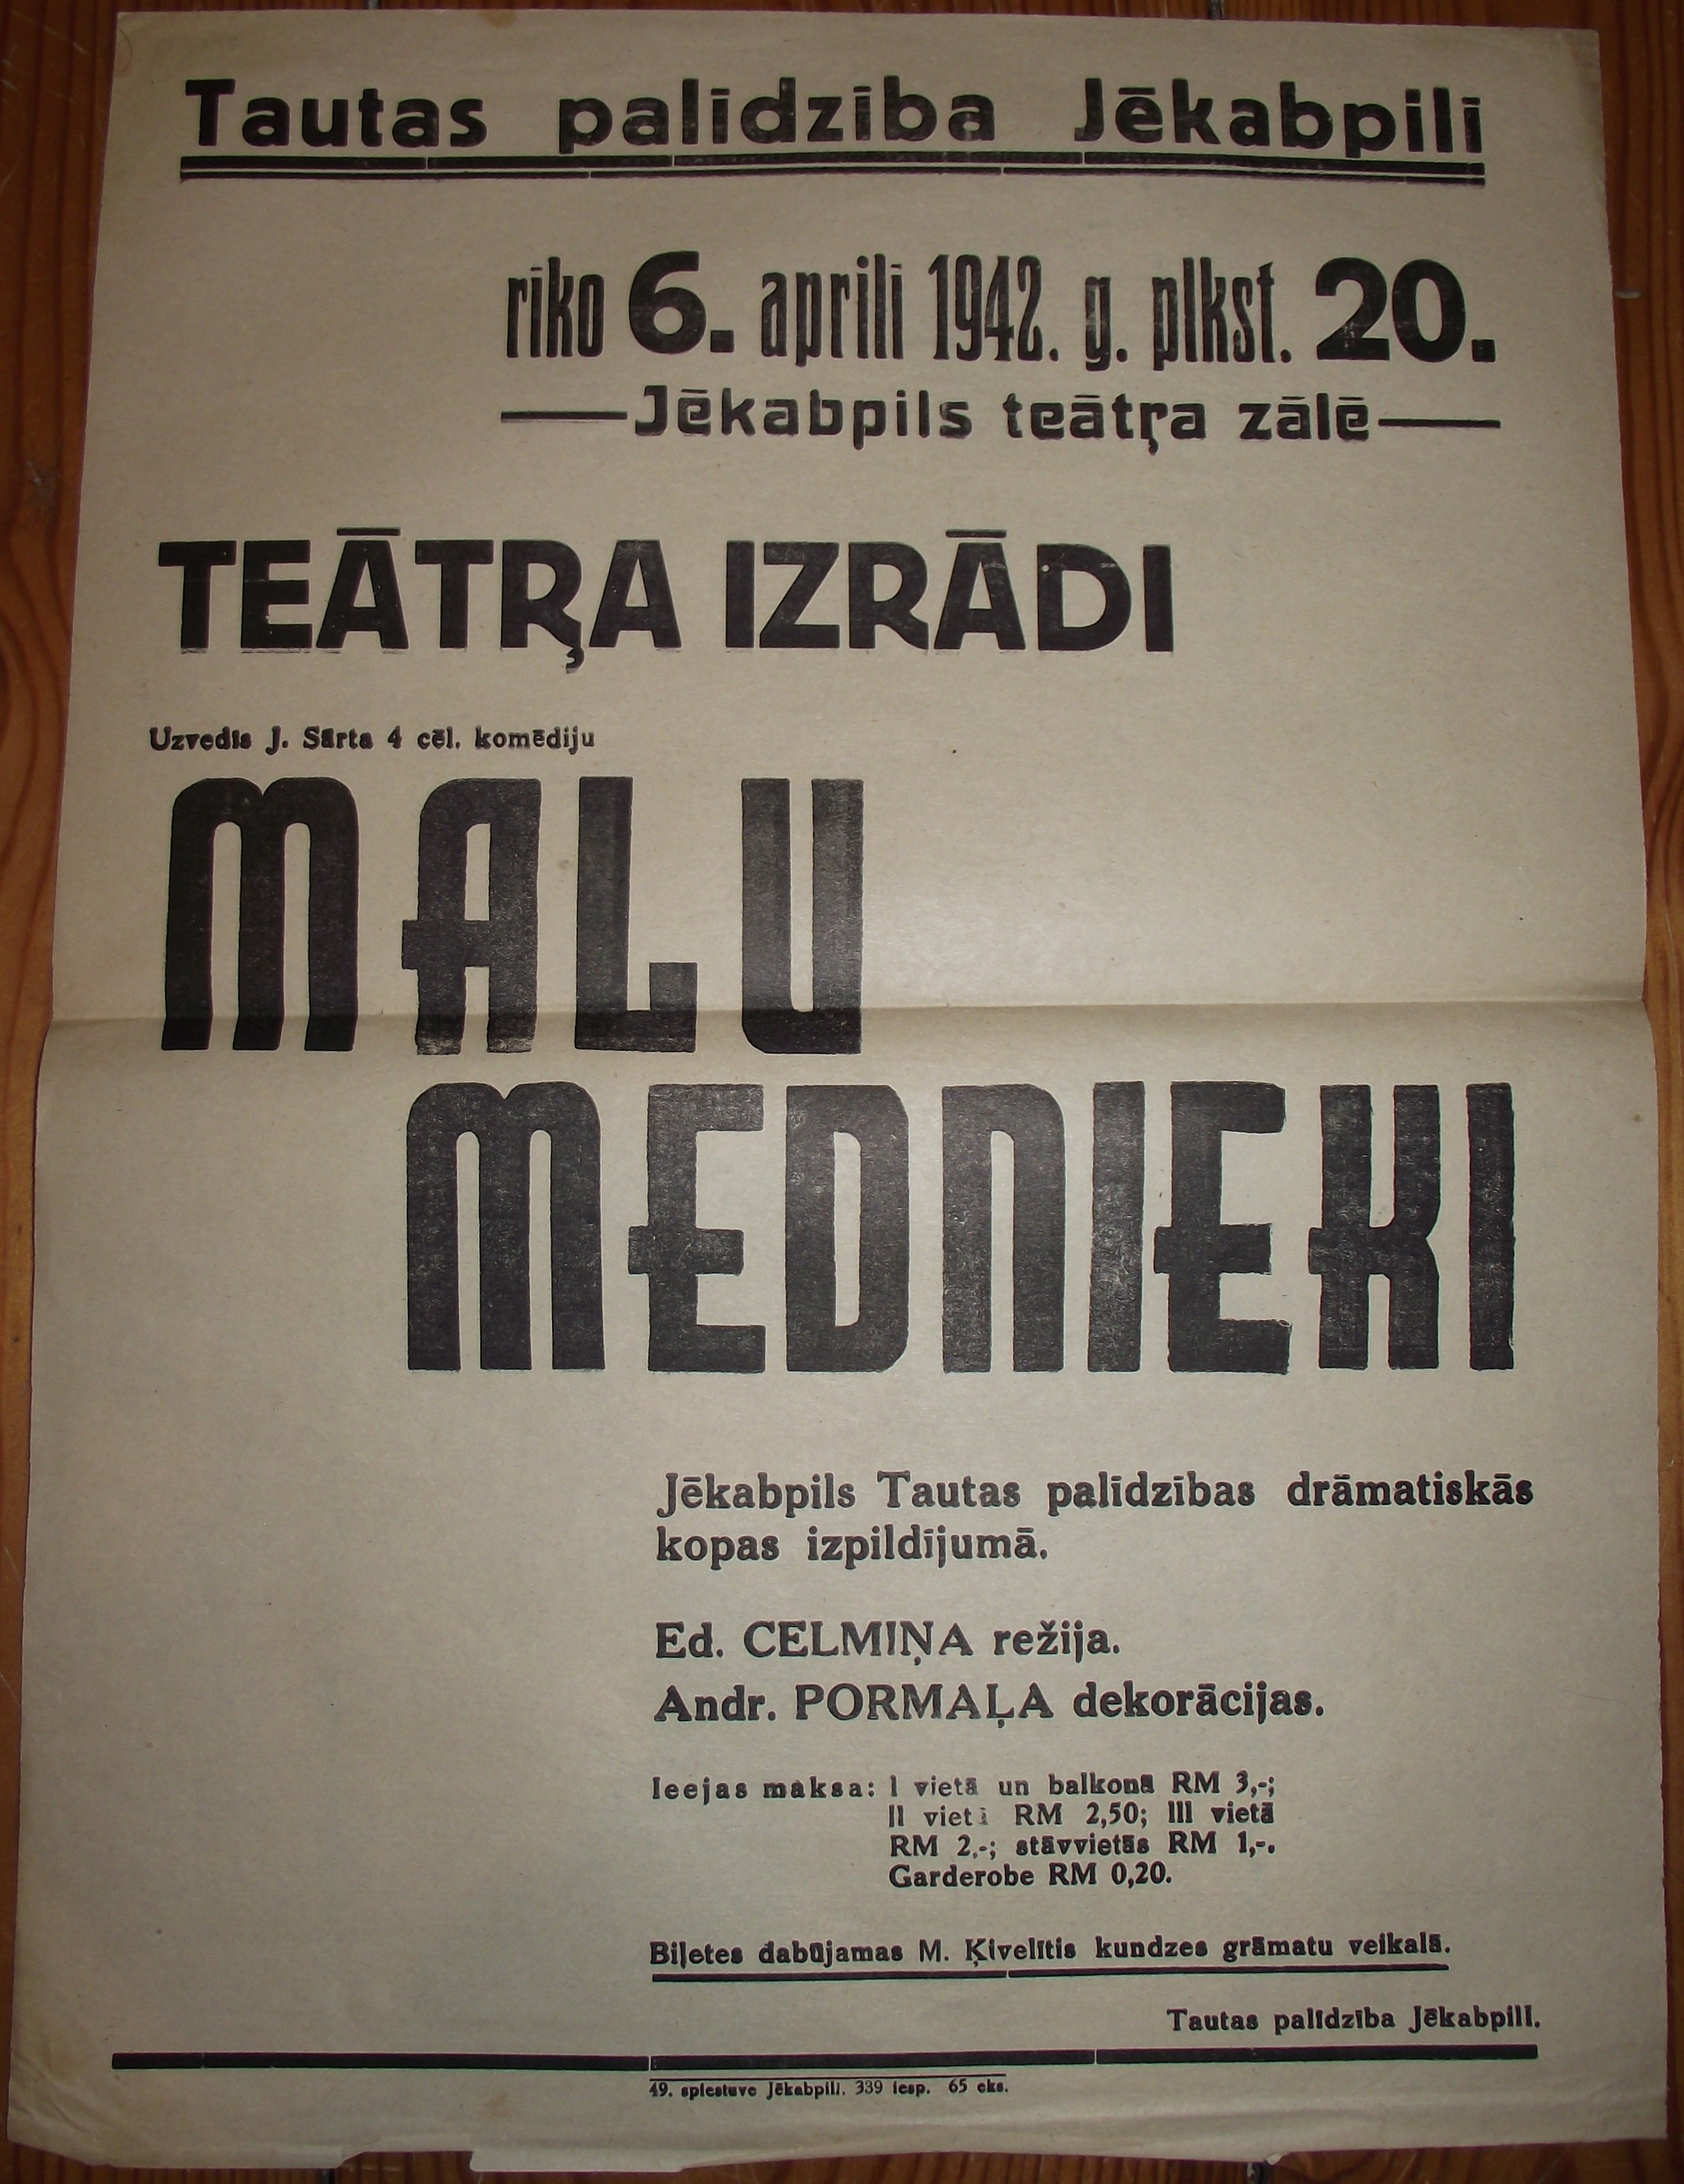 Tautas palīdzība Jēkabpilī
rīko 6. aprilī 1942. g. plkst. 20.
Jēkabpils teātŗa zālē
TEĀTŖA IZRĀDI
Uzvedīs J. Sārta 4 cēl. komēdiju
MALU
MEDNIEKI
Jēkabpils Tautas palīdzības drāmatiskās
kopas izpildījumā.
Ed. CELMIŅA režija.
Andr. PORMAĻA dekorācijas.
Ieejas maksa: I vietā un balkonā RM 3,-;
II vietā RM 2,50; III vietā
RM 2,-; stāvvietās RM 1,-.
Garderobe RM 0,20.
Biļetes dabūjamas M. Ķivelītis kundzes grāmatu veikalā.
Tautas palīdzība Jēkabpilī.
49. spiestuve Jēkabpilī. 339 iesp. 65 eks.